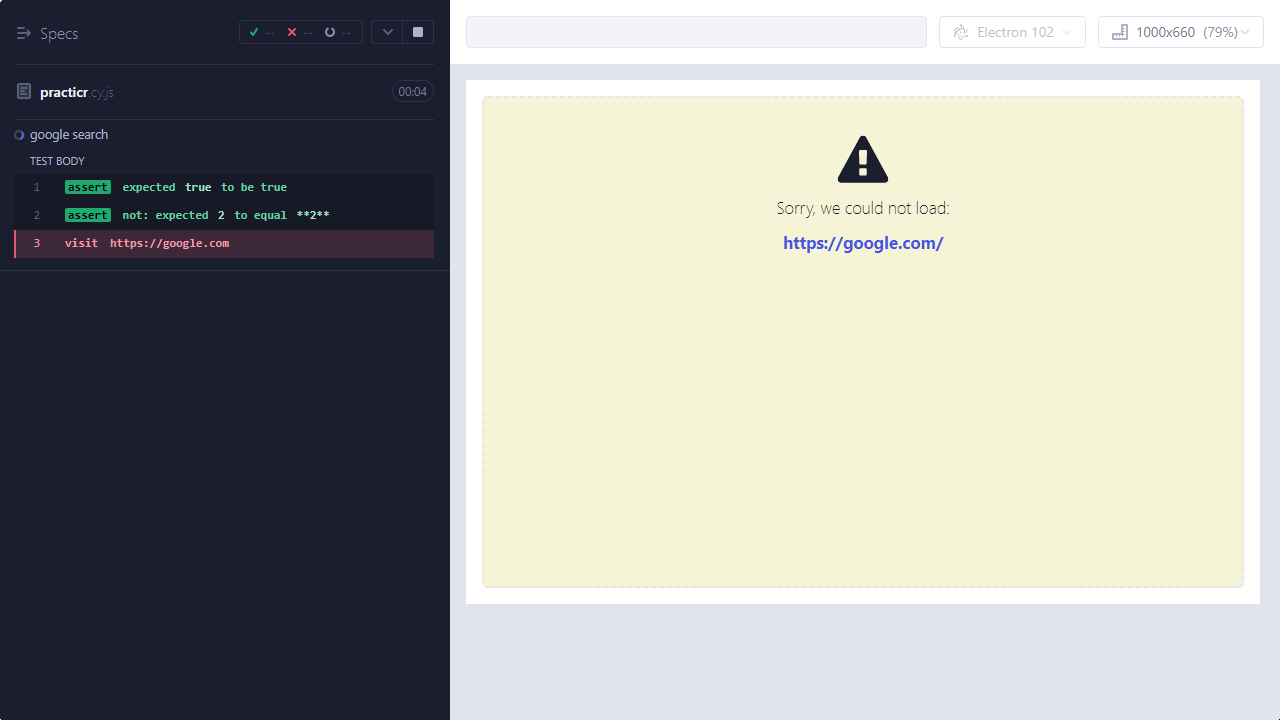 Specs
-- -- --
practicr.cy.js 00:04
google search
TEST BODY
1 assert expected true to be true
2 assert not: expected 2 to equal **2**
3 visit https://google.com
Electron 102
1000x660 (79%)
Sorry, we could not load:
https://google.com/